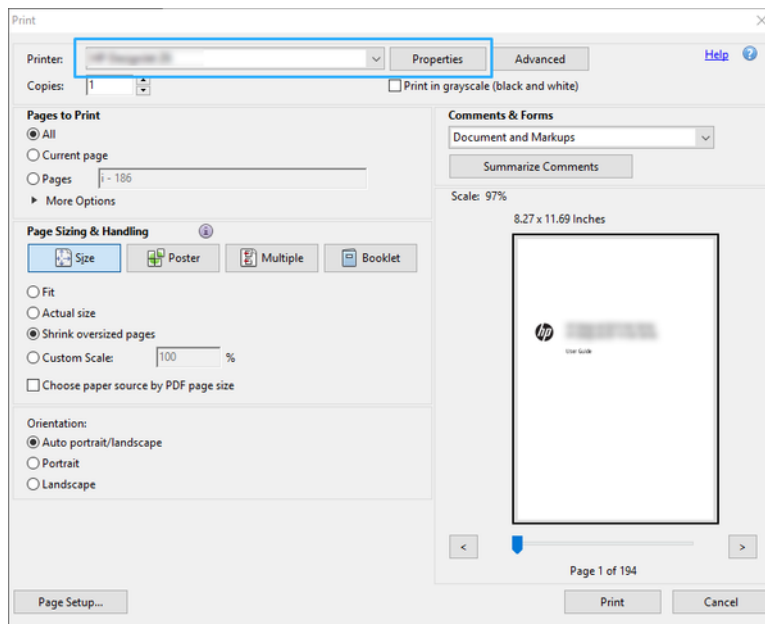 Print
Printer:
Properties
Advanced
Help
Copies: 1
Print in grayscale (black and white)
Pages to Print
All
Current page
Pages i - 186
More Options
Comments & Forms
Document and Markups
Summarize Comments
Page Sizing & Handling
Size
Poster
Multiple
Booklet
Fit
Actual size
Shrink oversized pages
Custom Scale: 100 %
Choose paper source by PDF page size
Orientation:
Auto portrait/landscape
Portrait
Landscape
Scale: 97%
8.27 x 11.69 Inches
hp
User Guide
<
>
Page 1 of 194
Page Setup...
Print
Cancel